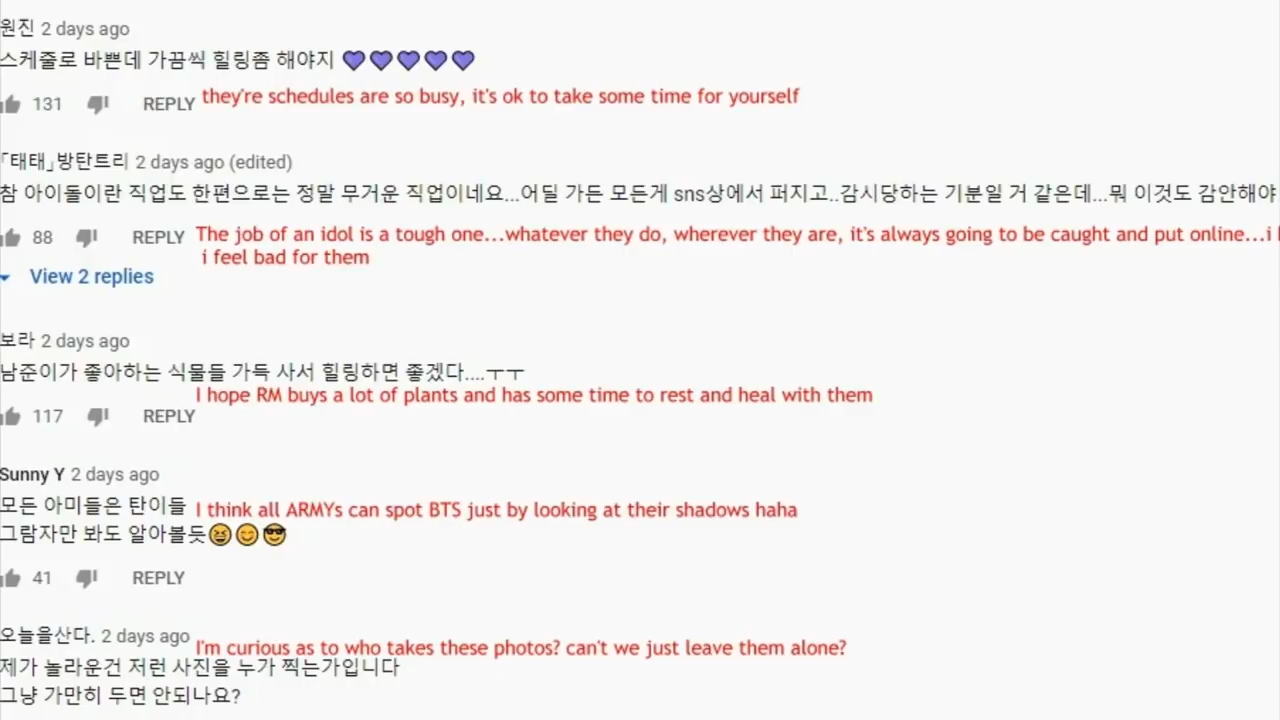 원진 2 days ago
스케줄로 바쁜데 가끔씩 힐링좀 해야지 💜💜💜💜💜
131 REPLY they're schedules are so busy, it's ok to take some time for yourself
「태태」방탄트리 2 days ago (edited)
참 아이돌이란 직업도 한편으로는 정말 무거운 직업이네요...어딜 가든 모든게 sns상에서 퍼지고..감시당하는 기분일 거 같은데...뭐 이것도 감안해야
88 REPLY The job of an idol is a tough one...whatever they do, wherever they are, it's always going to be caught and put online...i
i feel bad for them
View 2 replies
보라 2 days ago
남준이가 좋아하는 식물들 가득 사서 힐링하면 좋겠다....ㅜㅜ
I hope RM buys a lot of plants and has some time to rest and heal with them
117 REPLY
Sunny Y 2 days ago
모든 아미들은 탄이들 I think all ARMYs can spot BTS just by looking at their shadows haha
그람자만 봐도 알아볼듯😆😊😎
41 REPLY
오늘을산다. 2 days ago I'm curious as to who takes these photos? can't we just leave them alone?
제가 놀라운건 저런 사진을 누가 찍는가입니다
그냥 가만히 두면 안되나요?